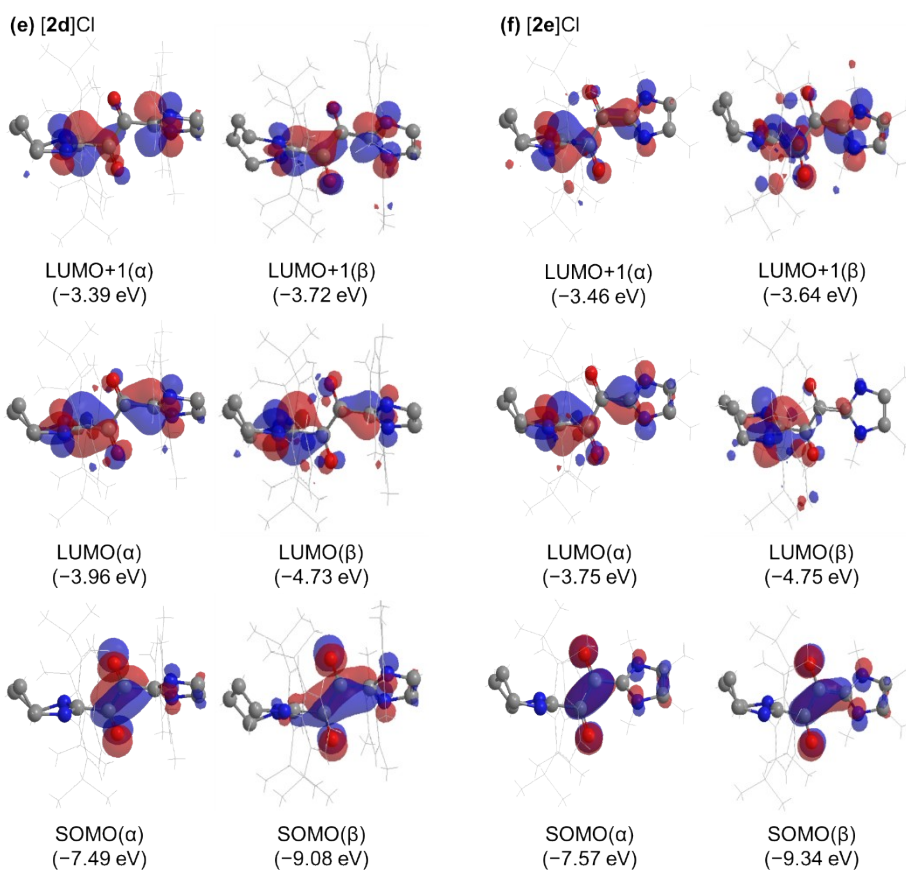 (e) [2d]Cl
(f) [2e]Cl
LUMO+1(α)
(−3.39 eV)
LUMO+1(β)
(−3.72 eV)
LUMO+1(α)
(−3.46 eV)
LUMO+1(β)
(−3.64 eV)
LUMO(α)
(−3.96 eV)
LUMO(β)
(−4.73 eV)
LUMO(α)
(−3.75 eV)
LUMO(β)
(−4.75 eV)
SOMO(α)
(−7.49 eV)
SOMO(β)
(−9.08 eV)
SOMO(α)
(−7.57 eV)
SOMO(β)
(−9.34 eV)